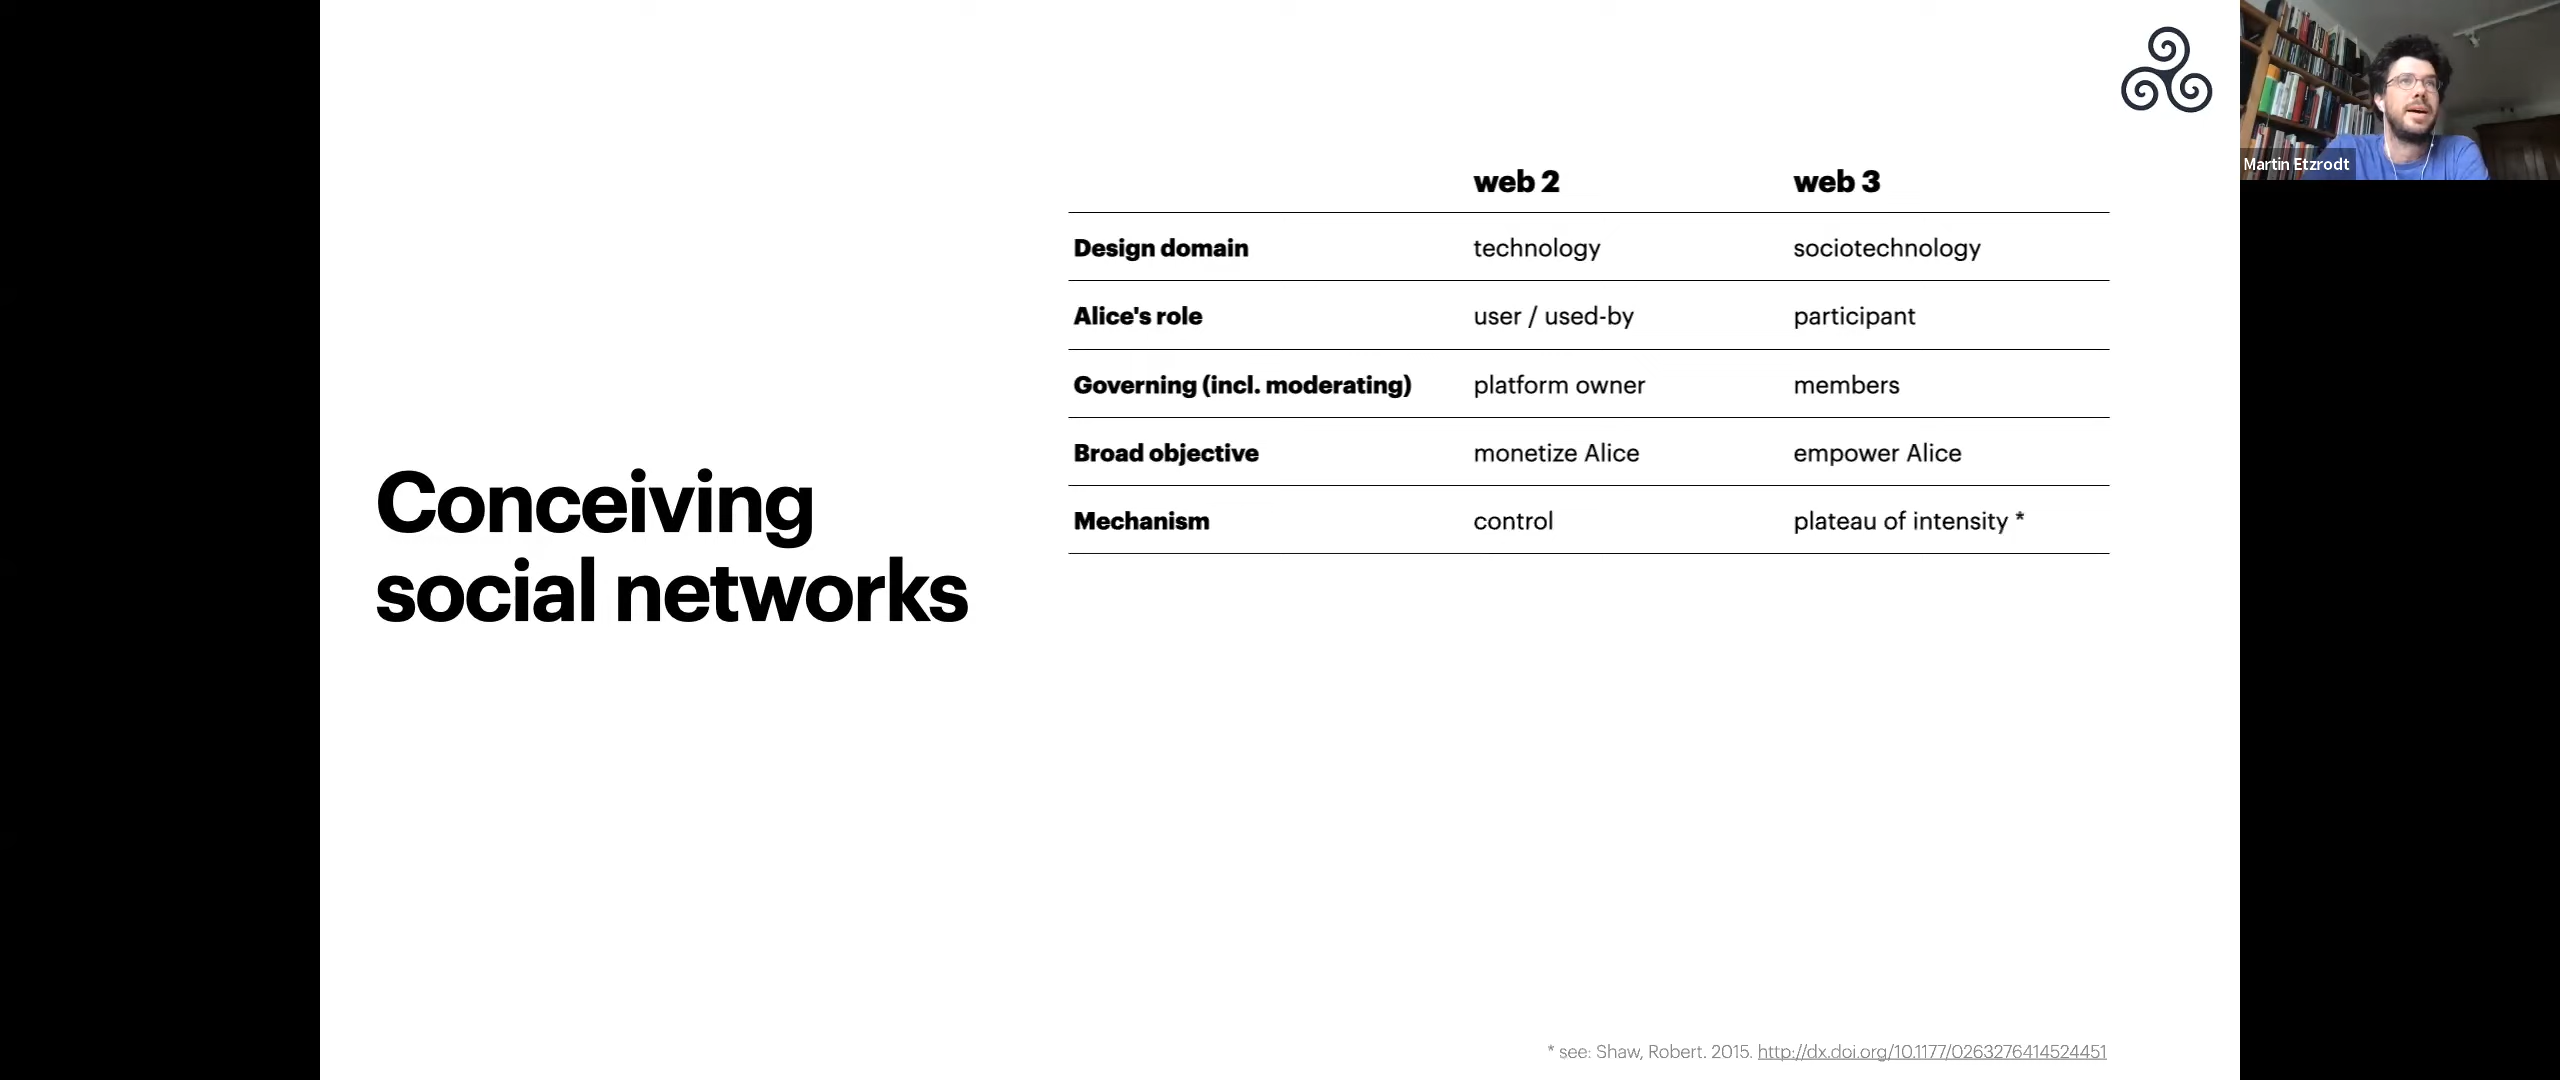 Conceiving
social networks
web 2 web 3
Design domain technology sociotechnology
Alice's role user / used-by participant
Governing (incl. moderating) platform owner members
Broad objective monetize Alice empower Alice
Mechanism control plateau of intensity *
* see: Shaw, Robert. 2015. http://dx.doi.org/10.1177/0263276414524451
Martin Etzrodt